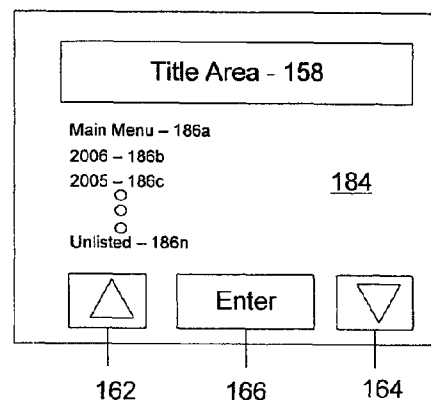 Title Area - 158
Main Menu – 186a
2006 – 186b
2005 – 186c
184
Unlisted – 186n
Enter
162 166 164